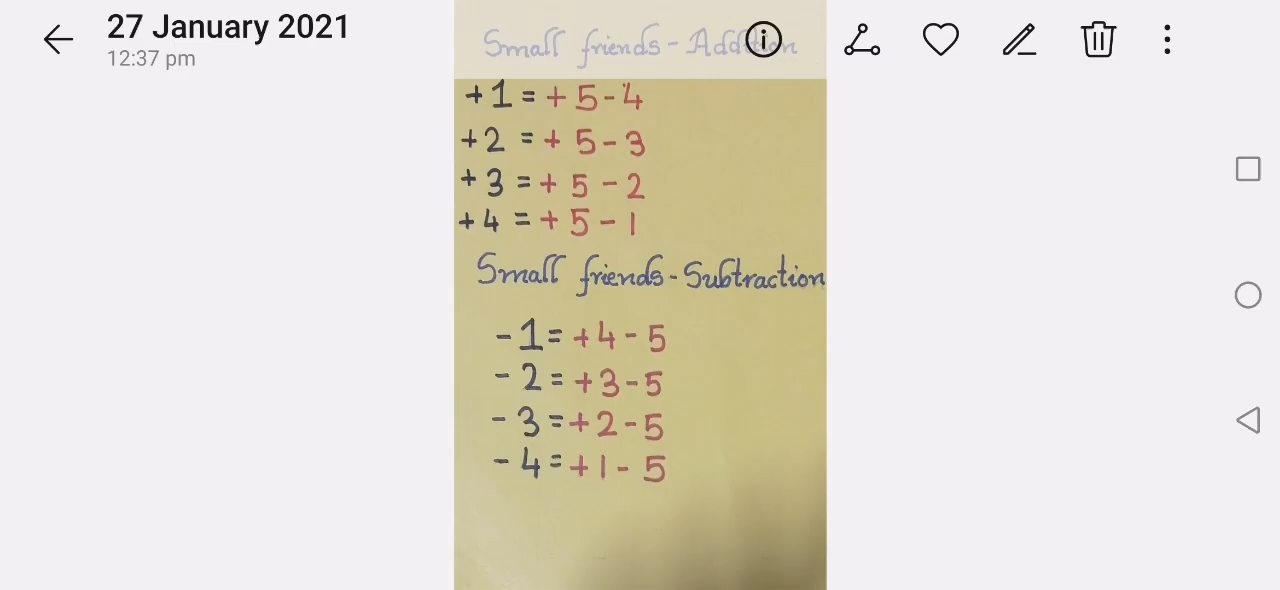 27 January 2021
12:37 pm
Small friends - Addition
+1 = + 5 - 4
+2 = + 5 - 3
+3 = + 5 - 2
+4 = + 5 - 1
Small friends - Subtraction
- 1 = +4 - 5
- 2 = +3 - 5
- 3 = +2 - 5
- 4 = +1 - 5